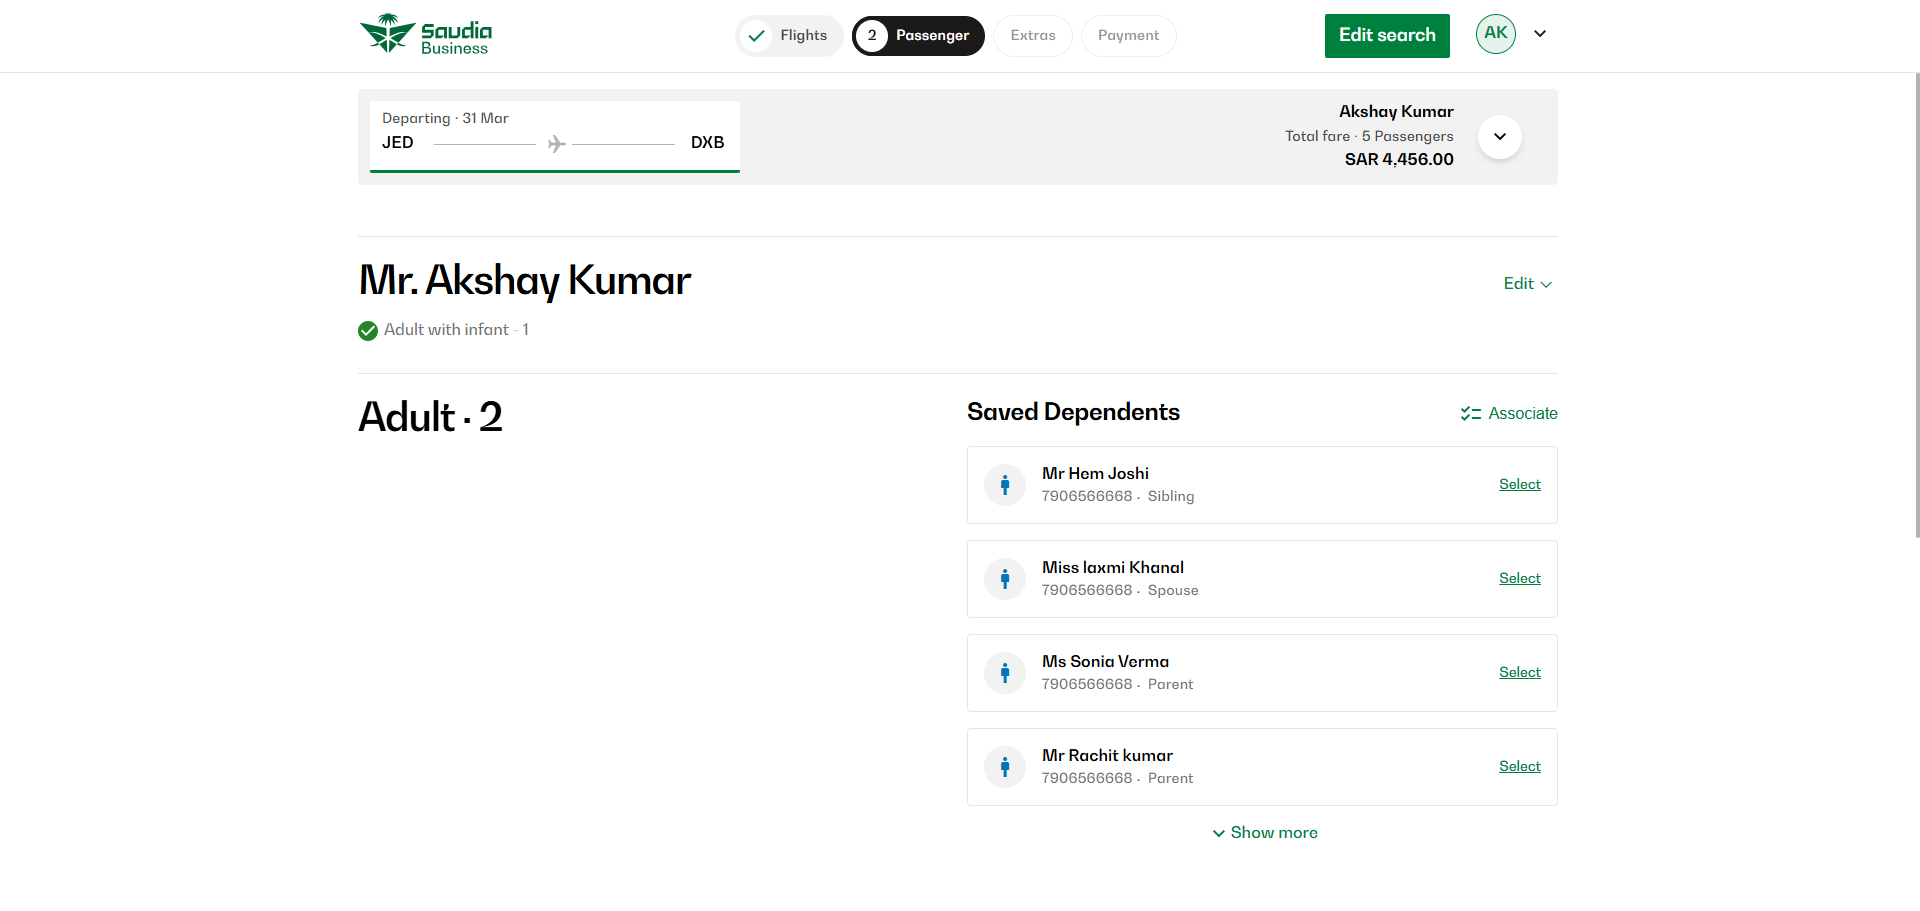 Saudia
Business
Flights
2 Passenger
Extras
Payment
Edit search
AK
Departing · 31 Mar
JED
DXB
Akshay Kumar
Total fare · 5 Passengers
SAR 4,456.00
Mr. Akshay Kumar
Edit
Adult with infant - 1
Adult · 2
Saved Dependents
Associate
Mr Hem Joshi
7906566668 · Sibling
Select
Miss laxmi Khanal
7906566668 · Spouse
Select
Ms Sonia Verma
7906566668 · Parent
Select
Mr Rachit kumar
7906566668 · Parent
Select
Show more